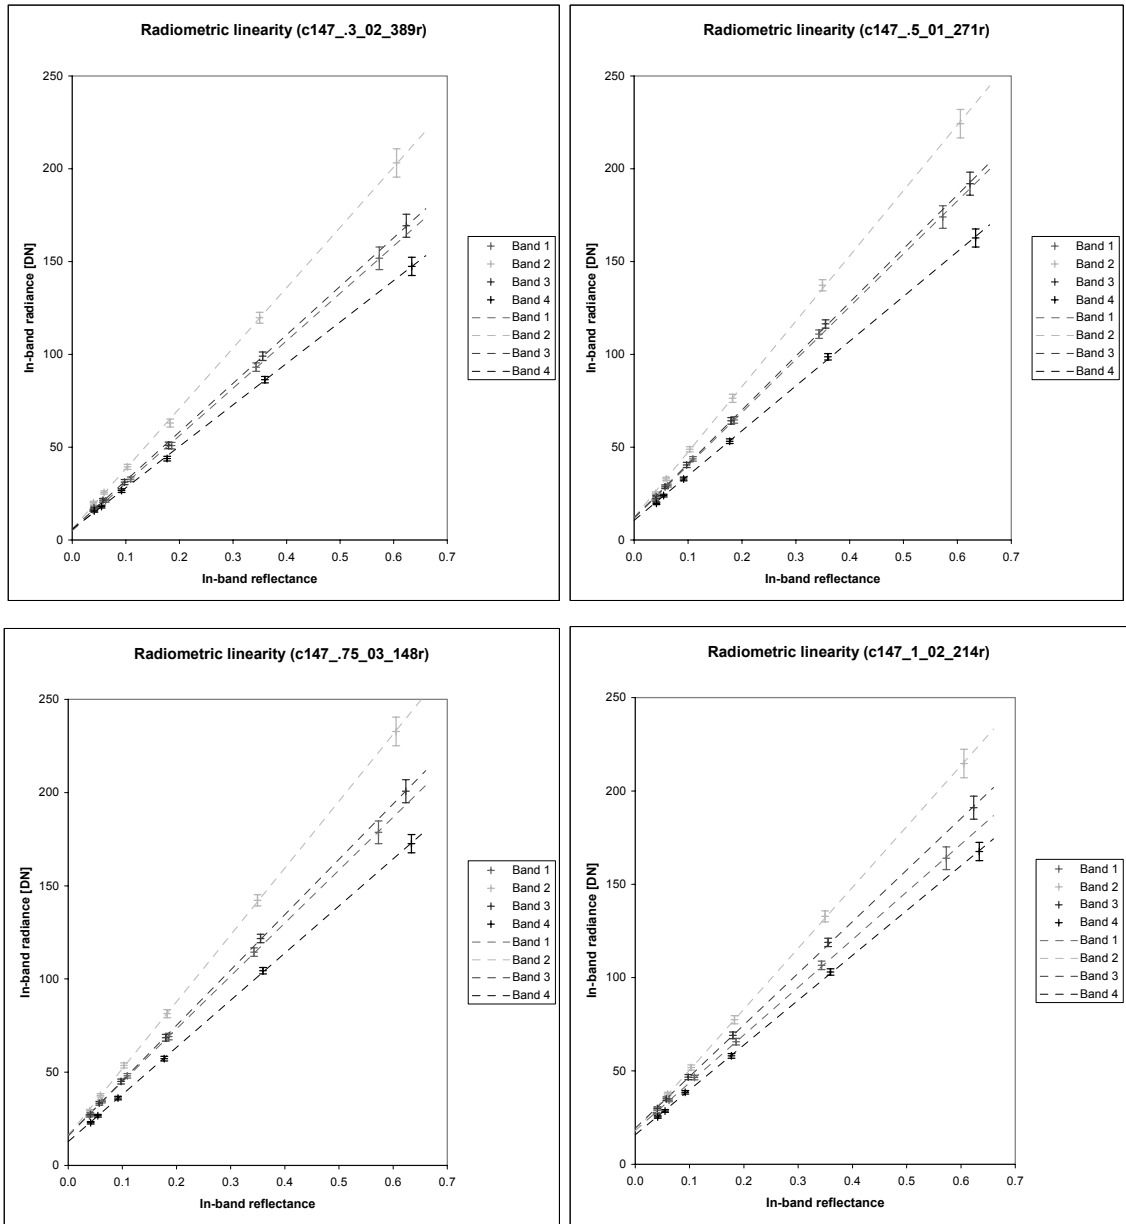 Radiometric linearity (c147_.3_02_389r)
250
200
150
100
50
0
In-band radiance [DN]
0.0 0.1 0.2 0.3 0.4 0.5 0.6 0.7
In-band reflectance
Band 1
Band 2
Band 3
Band 4
Band 1
Band 2
Band 3
Band 4
Radiometric linearity (c147_.5_01_271r)
250
200
150
100
50
0
In-band radiance [DN]
0.0 0.1 0.2 0.3 0.4 0.5 0.6 0.7
In-band reflectance
Band 1
Band 2
Band 3
Band 4
Band 1
Band 2
Band 3
Band 4
Radiometric linearity (c147_.75_03_148r)
250
200
150
100
50
0
In-band radiance [DN]
0.0 0.1 0.2 0.3 0.4 0.5 0.6 0.7
In-band reflectance
Band 1
Band 2
Band 3
Band 4
Band 1
Band 2
Band 3
Band 4
Radiometric linearity (c147_1_02_214r)
250
200
150
100
50
0
In-band radiance [DN]
0.0 0.1 0.2 0.3 0.4 0.5 0.6 0.7
In-band reflectance
Band 1
Band 2
Band 3
Band 4
Band 1
Band 2
Band 3
Band 4